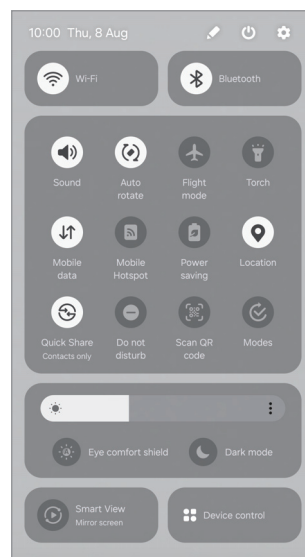 10:00 Thu, 8 Aug
Wi-Fi
Bluetooth
Sound
Auto
rotate
Flight
mode
Torch
Mobile
data
Mobile
Hotspot
Power
saving
Location
Quick Share
Contacts only
Do not
disturb
Scan QR
code
Modes
Eye comfort shield
Dark mode
Smart View
Mirror screen
Device control